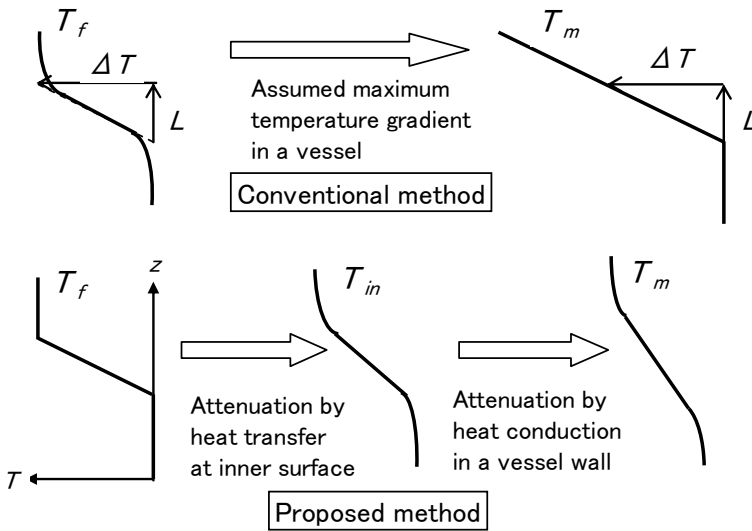 T_f
ΔT
L
Assumed maximum
temperature gradient
in a vessel
Conventional method
T_m
ΔT
L
T_f
z
T
Attenuation by
heat transfer
at inner surface
T_in
Attenuation by
heat conduction
in a vessel wall
T_m
Proposed method